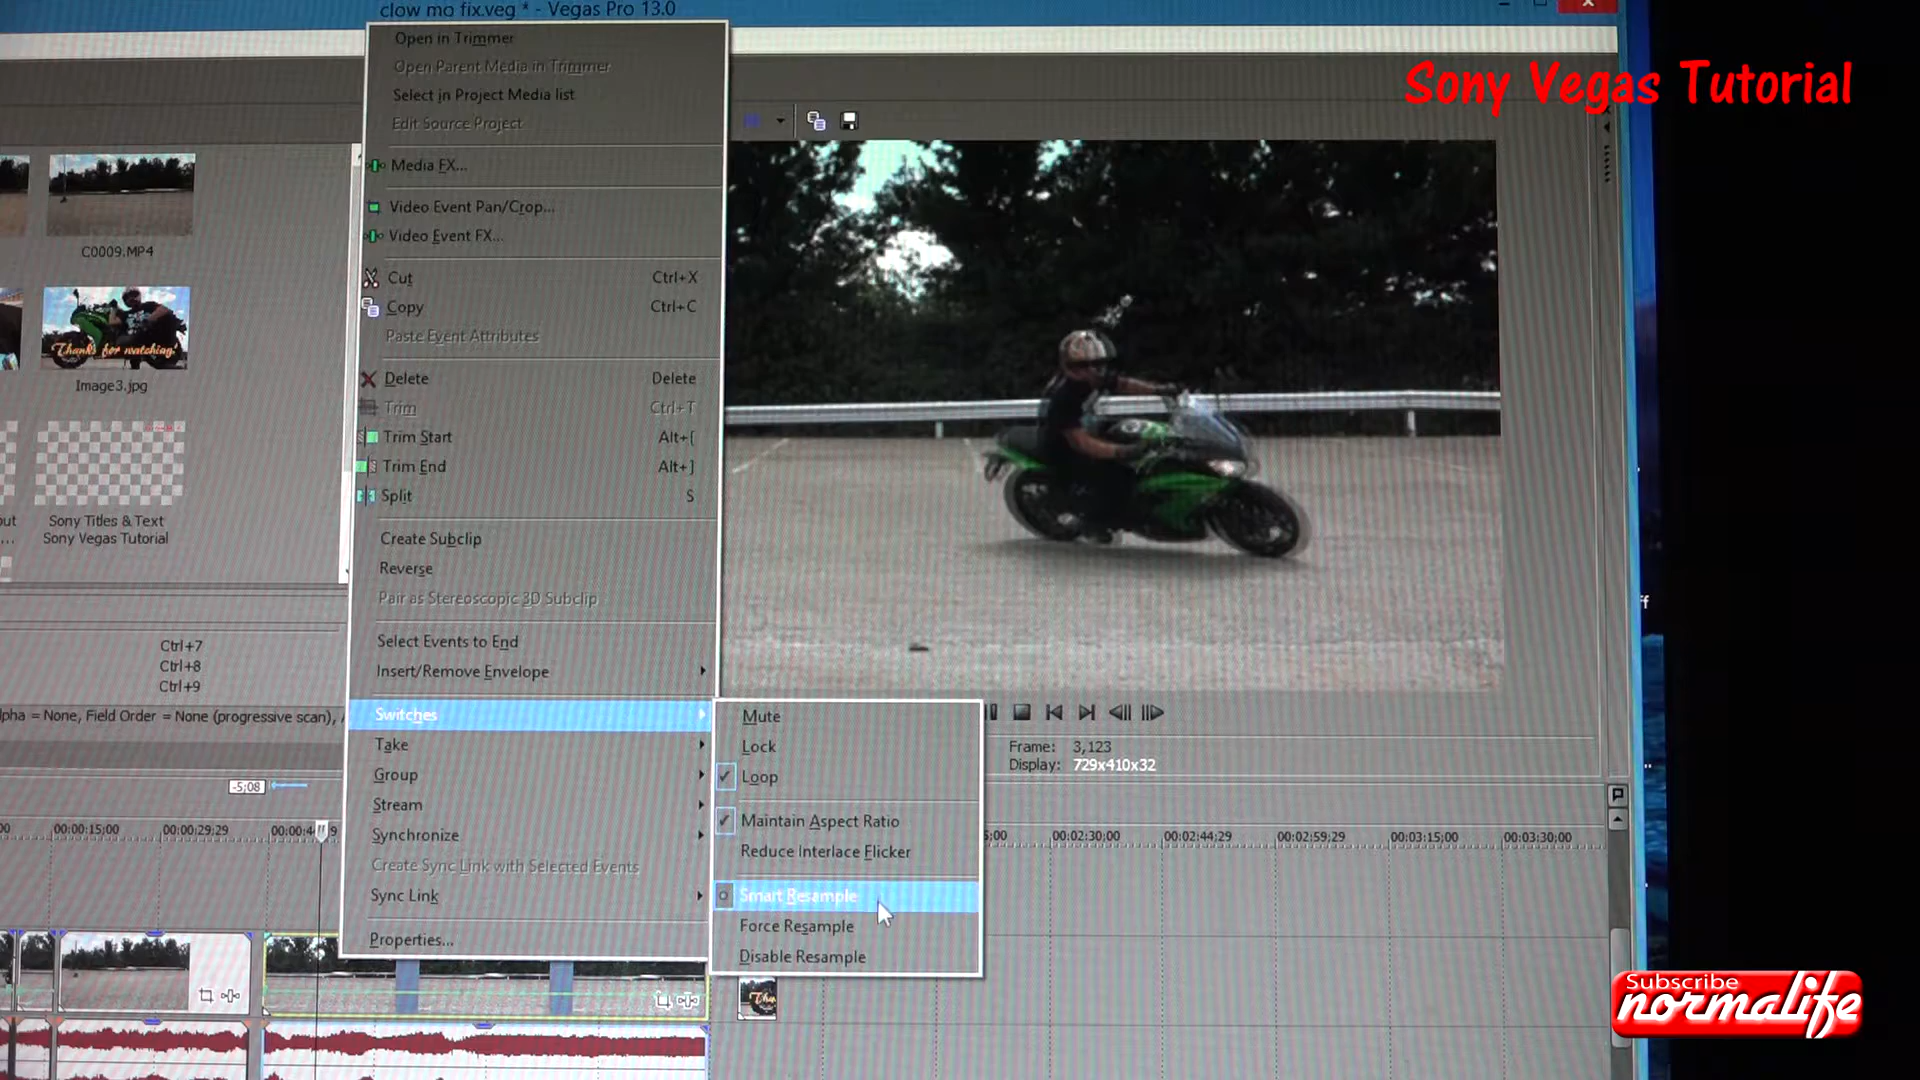 clow mo fix.veg * - Vegas Pro 13.0
Sony Vegas Tutorial
Open in Trimmer
Open Parent Media in Trimmer
Select in Project Media list
Edit Source Project
Media FX...
Video Event Pan/Crop...
Video Event FX...
Cut Ctrl+X
Copy Ctrl+C
Paste Event Attributes
Delete Delete
Trim Ctrl+T
Trim Start Alt+[
Trim End Alt+]
Split S
Create Subclip
Reverse
Pair as Stereoscopic 3D Subclip
Select Events to End
Insert/Remove Envelope
Switches
Take
Group
Stream
Synchronize
Create Sync Link with Selected Events
Sync Link
Properties...
Mute
Lock
Loop
Maintain Aspect Ratio
Reduce Interlace Flicker
Smart Resample
Force Resample
Disable Resample
C0009.MP4
Thanks for watching!
Image3.jpg
Sony Titles & Text
Sony Vegas Tutorial
Ctrl+7
Ctrl+8
Ctrl+9
lpha = None, Field Order = None (progressive scan),
Frame: 3,123
Display: 729x410x32
-5:08
00:00:15;00 00:00:29;29 00:02:30;00 00:02:44;29 00:02:59;29 00:03:15;00 00:03:30;00
Subscribe
normalife